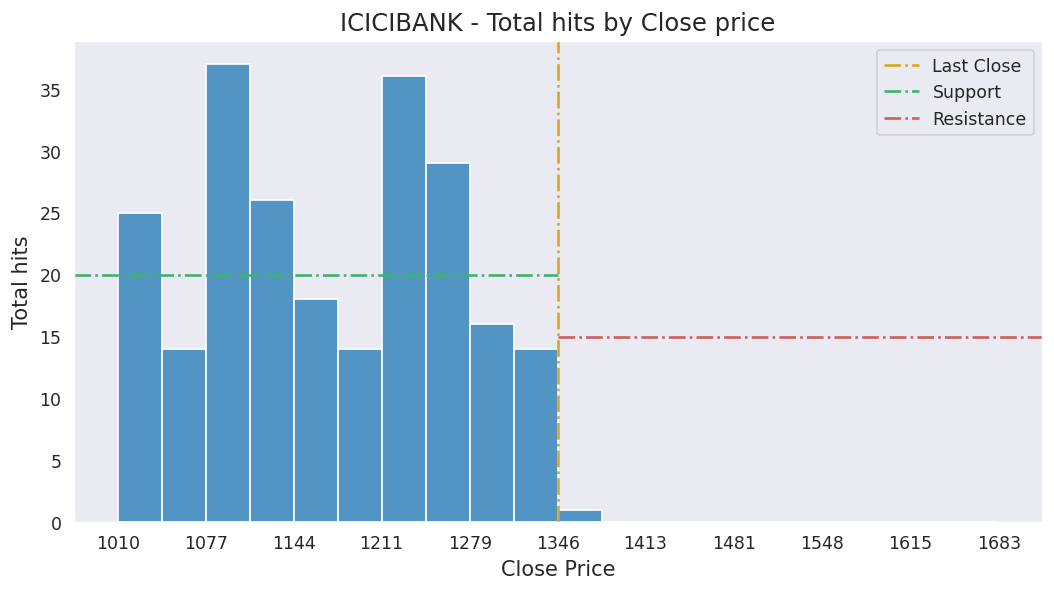 ICICIBANK - Total hits by Close price
Last Close
Support
Resistance
Total hits
35
30
25
20
15
10
5
0
1010 1077 1144 1211 1279 1346 1413 1481 1548 1615 1683
Close Price